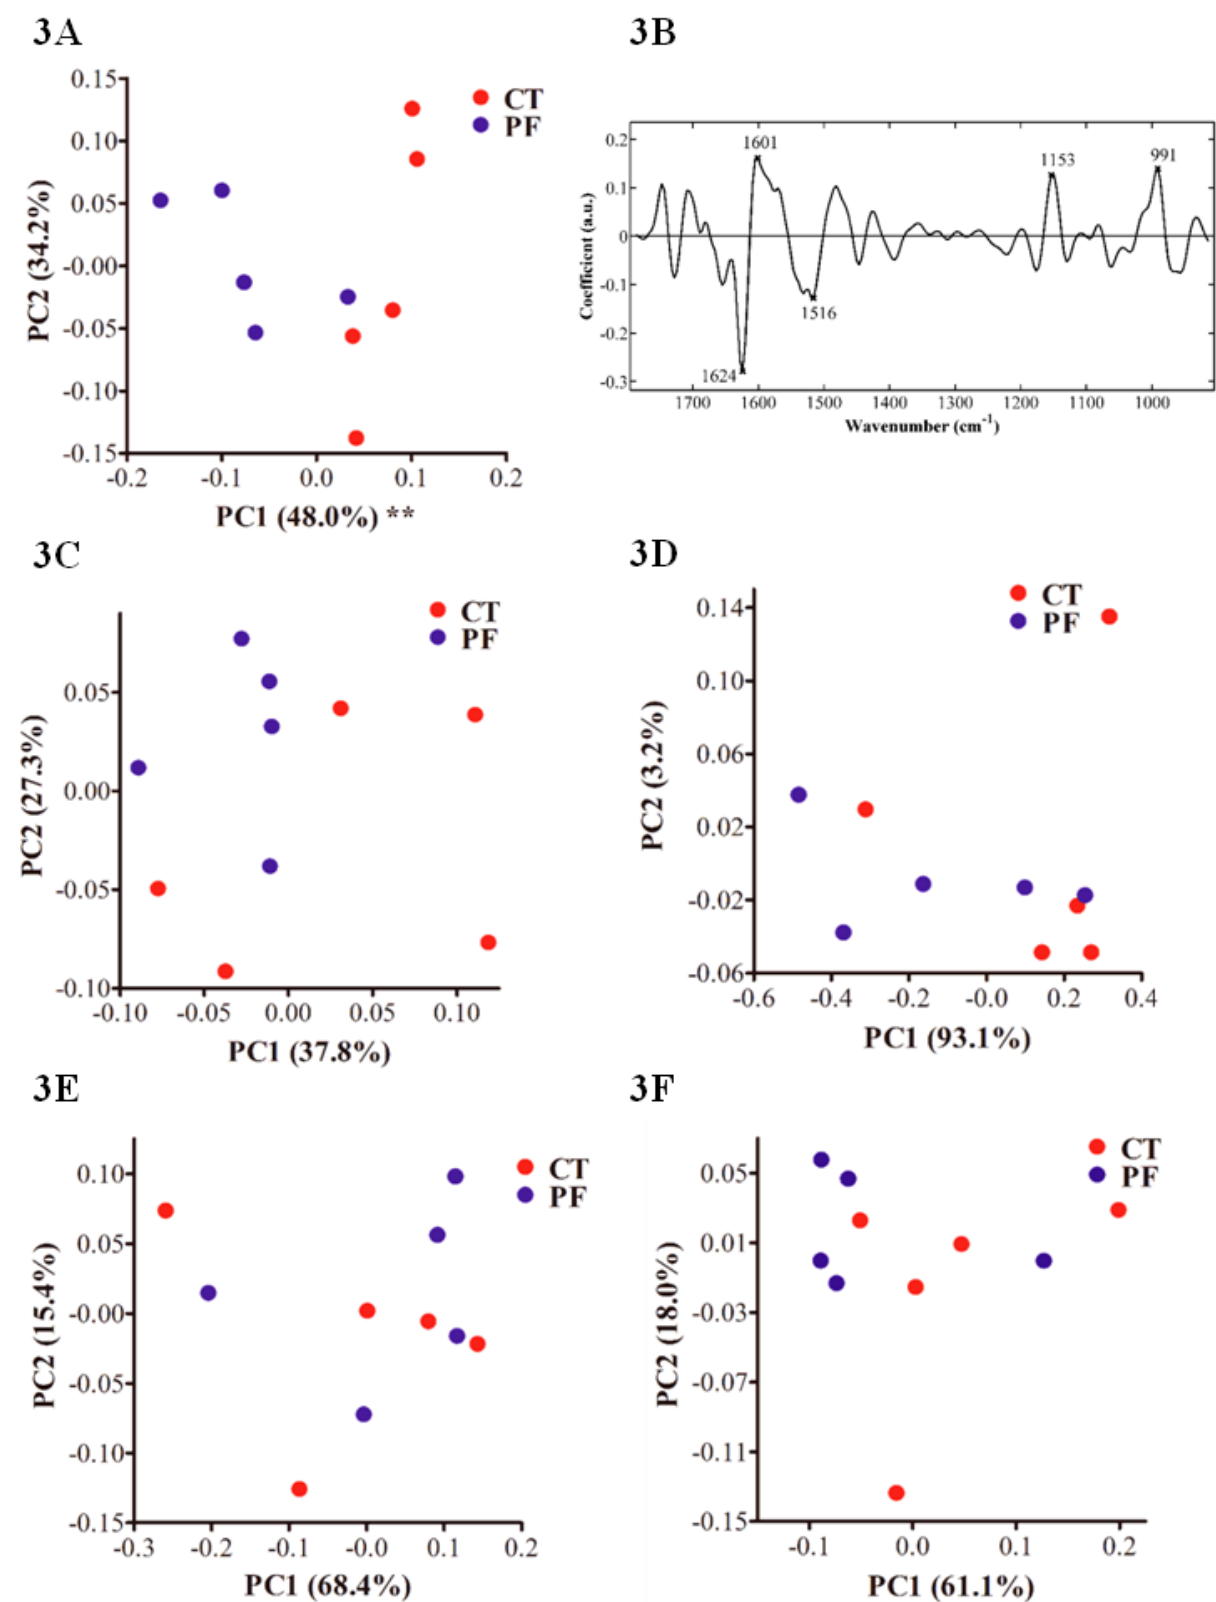 3A
CT
PF
0.15
0.10
0.05
-0.00
-0.05
-0.10
-0.15
PC2 (34.2%)
-0.2 -0.1 0.0 0.1 0.2
PC1 (48.0%) **
3B
0.2
0.1
0
-0.1
-0.2
-0.3
Coefficient (a.u.)
1601
1153
991
1516
1624
1700 1600 1500 1400 1300 1200 1100 1000
Wavenumber (cm-1)
3C
CT
PF
0.05
0.00
-0.05
-0.10
PC2 (27.3%)
-0.10 -0.05 0.00 0.05 0.10
PC1 (37.8%)
3D
CT
PF
0.14
0.10
0.06
0.02
-0.02
-0.06
PC2 (3.2%)
-0.6 -0.4 -0.2 -0.0 0.2 0.4
PC1 (93.1%)
3E
CT
PF
0.10
0.05
-0.00
-0.05
-0.10
-0.15
PC2 (15.4%)
-0.3 -0.2 -0.1 -0.0 0.1 0.2
PC1 (68.4%)
3F
CT
PF
0.05
0.01
-0.03
-0.07
-0.11
-0.15
PC2 (18.0%)
-0.1 0.0 0.1 0.2
PC1 (61.1%)